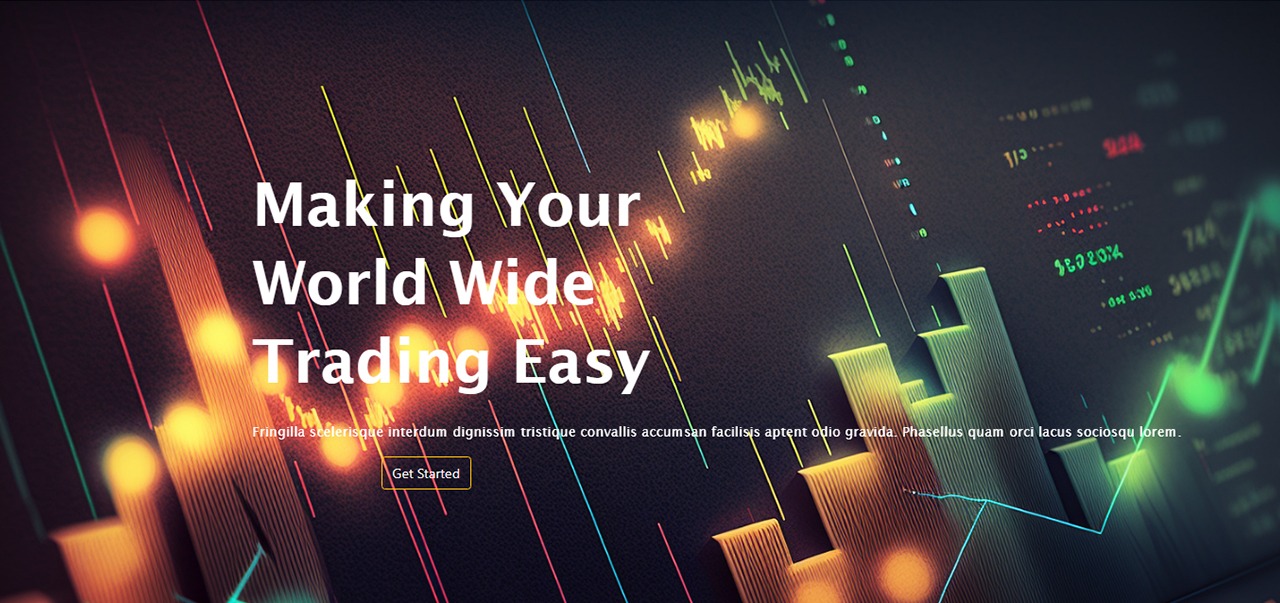 Making Your
World Wide
Trading Easy
Fringilla scelerisque interdum dignissim tristique convallis accumsan facilisis aptent odio gravida. Phasellus quam orci lacus sociosqu lorem.
Get Started